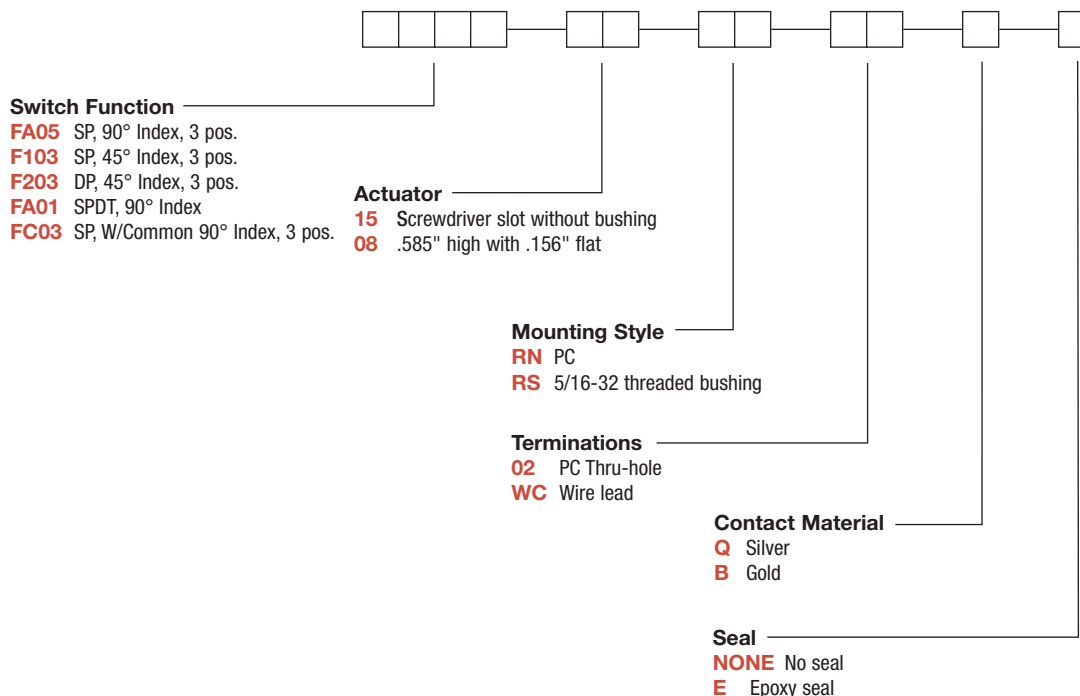 Switch Function
FA05 SP, 90° Index, 3 pos.
F103 SP, 45° Index, 3 pos.
F203 DP, 45° Index, 3 pos.
FA01 SPDT, 90° Index
FC03 SP, W/Common 90° Index, 3 pos.
Actuator
15 Screwdriver slot without bushing
08 .585" high with .156" flat
Mounting Style
RN PC
RS 5/16-32 threaded bushing
Terminations
02 PC Thru-hole
WC Wire lead
Contact Material
Q Silver
B Gold
Seal
NONE No seal
E Epoxy seal